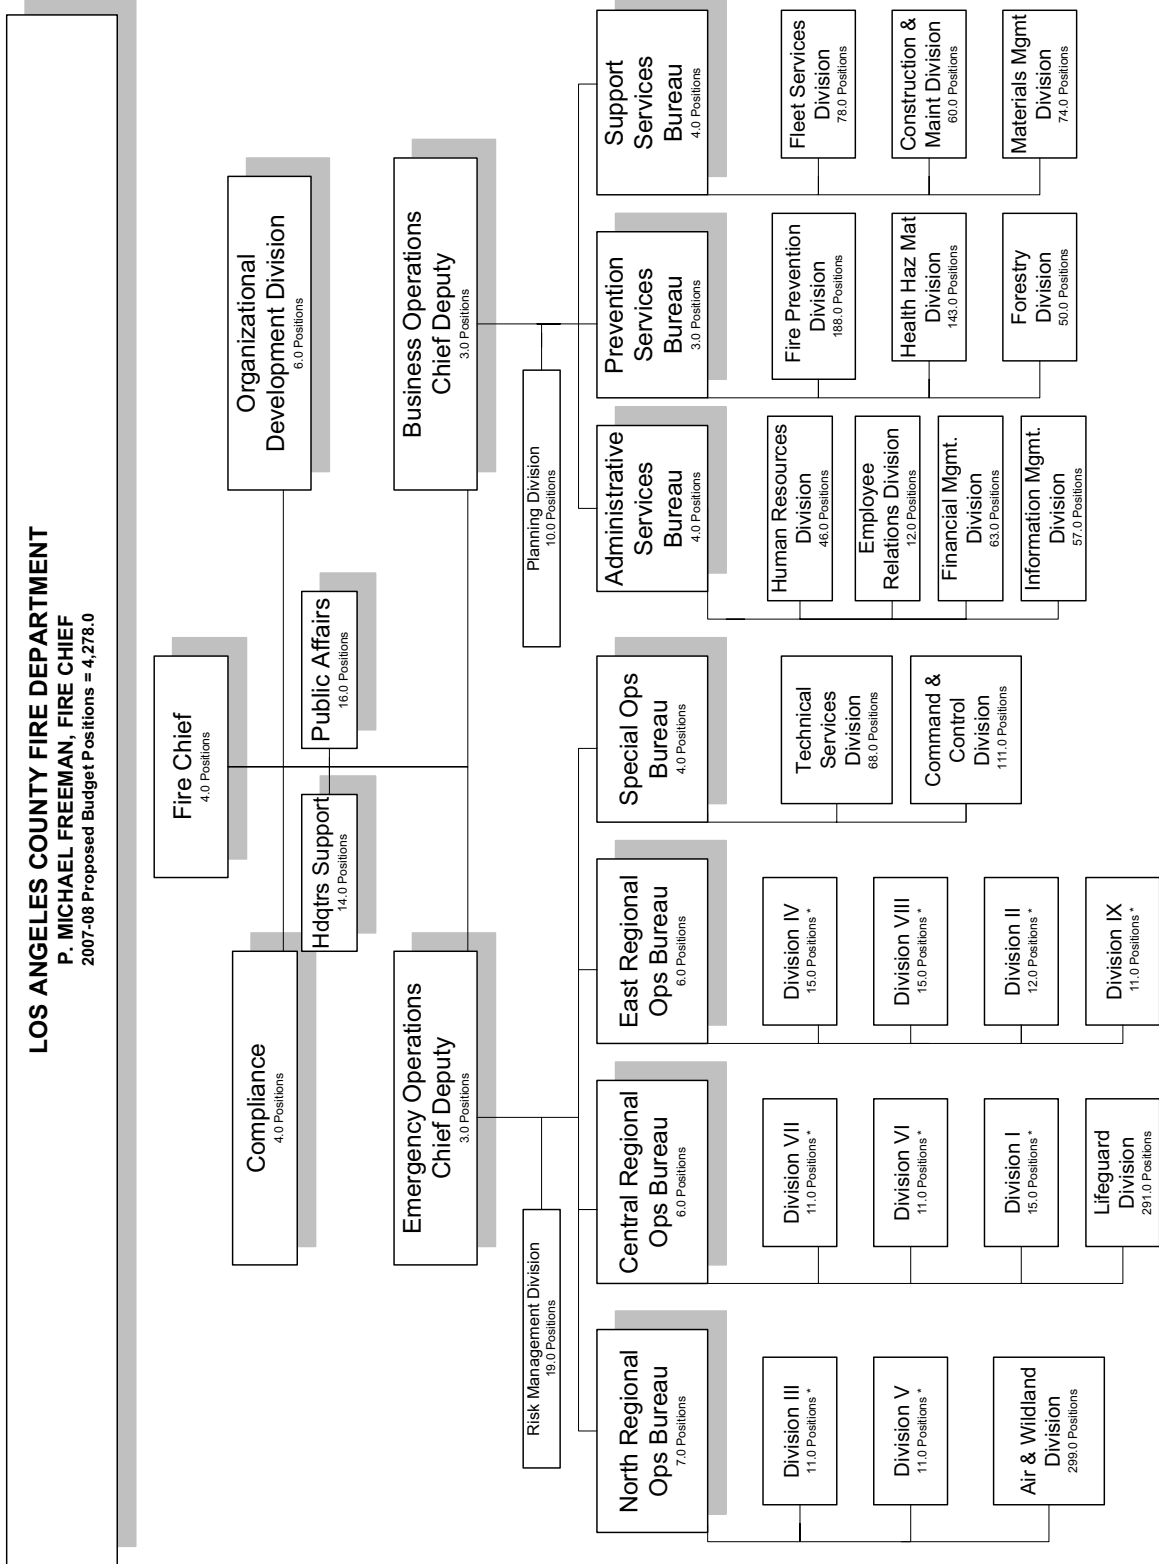 LOS ANGELES COUNTY FIRE DEPARTMENT
P. MICHAEL FREEMAN, FIRE CHIEF
2007-08 Proposed Budget Positions = 4,278.0
Fire Chief
4.0 Positions
Compliance
4.0 Positions
Organizational
Development Division
6.0 Positions
Hdqtrs Support
14.0 Positions
Public Affairs
16.0 Positions
Emergency Operations
Chief Deputy
3.0 Positions
Business Operations
Chief Deputy
3.0 Positions
Risk Management Division
19.0 Positions
Planning Division
10.0 Positions
North Regional
Ops Bureau
7.0 Positions
Division III
11.0 Positions *
Division V
11.0 Positions *
Air & Wildland
Division
299.0 Positions
Central Regional
Ops Bureau
6.0 Positions
Division VII
11.0 Positions *
Division VI
11.0 Positions *
Division I
15.0 Positions *
Lifeguard
Division
291.0 Positions
East Regional
Ops Bureau
6.0 Positions
Division IV
15.0 Positions *
Division VIII
15.0 Positions *
Division II
12.0 Positions *
Division IX
11.0 Positions *
Special Ops
Bureau
4.0 Positions
Technical
Services
Division
68.0 Positions
Command &
Control
Division
111.0 Positions
Administrative
Services
Bureau
4.0 Positions
Human Resources
Division
46.0 Positions
Employee
Relations Division
12.0 Positions
Financial Mgmt.
Division
63.0 Positions
Information Mgmt.
Division
57.0 Positions
Prevention
Services
Bureau
3.0 Positions
Fire Prevention
Division
188.0 Positions
Health Haz Mat
Division
143.0 Positions
Forestry
Division
50.0 Positions
Support
Services
Bureau
4.0 Positions
Fleet Services
Division
78.0 Positions
Construction &
Maint Division
60.0 Positions
Materials Mgmt
Division
74.0 Positions